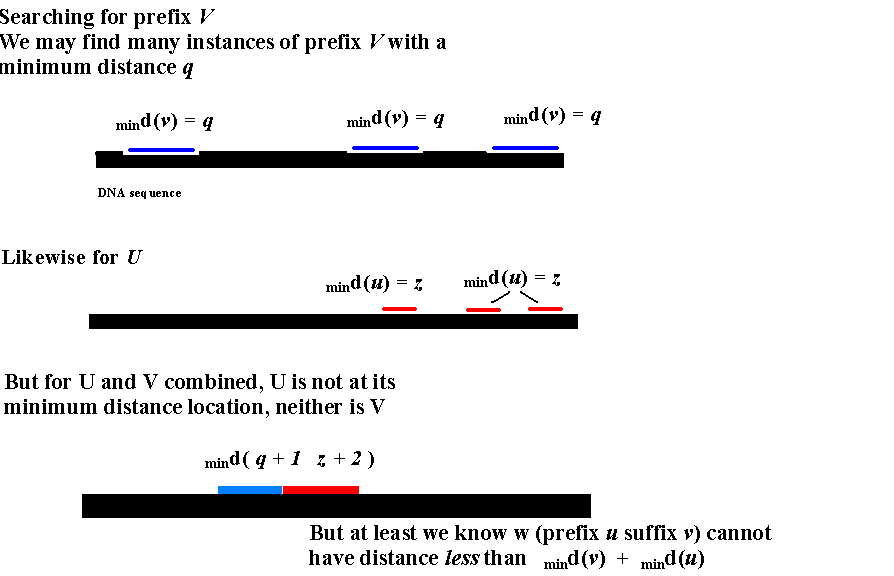 Searching for prefix V
We may find many instances of prefix V with a
minimum distance q
mind(v) = q
mind(v) = q
mind(v) = q
DNA sequence
Likewise for U
mind(u) = z
mind(u) = z
But for U and V combined, U is not at its
minimum distance location, neither is V
mind( q + 1 z + 2 )
But at least we know w (prefix u suffix v) cannot
have distance less than mind(v) + mind(u)